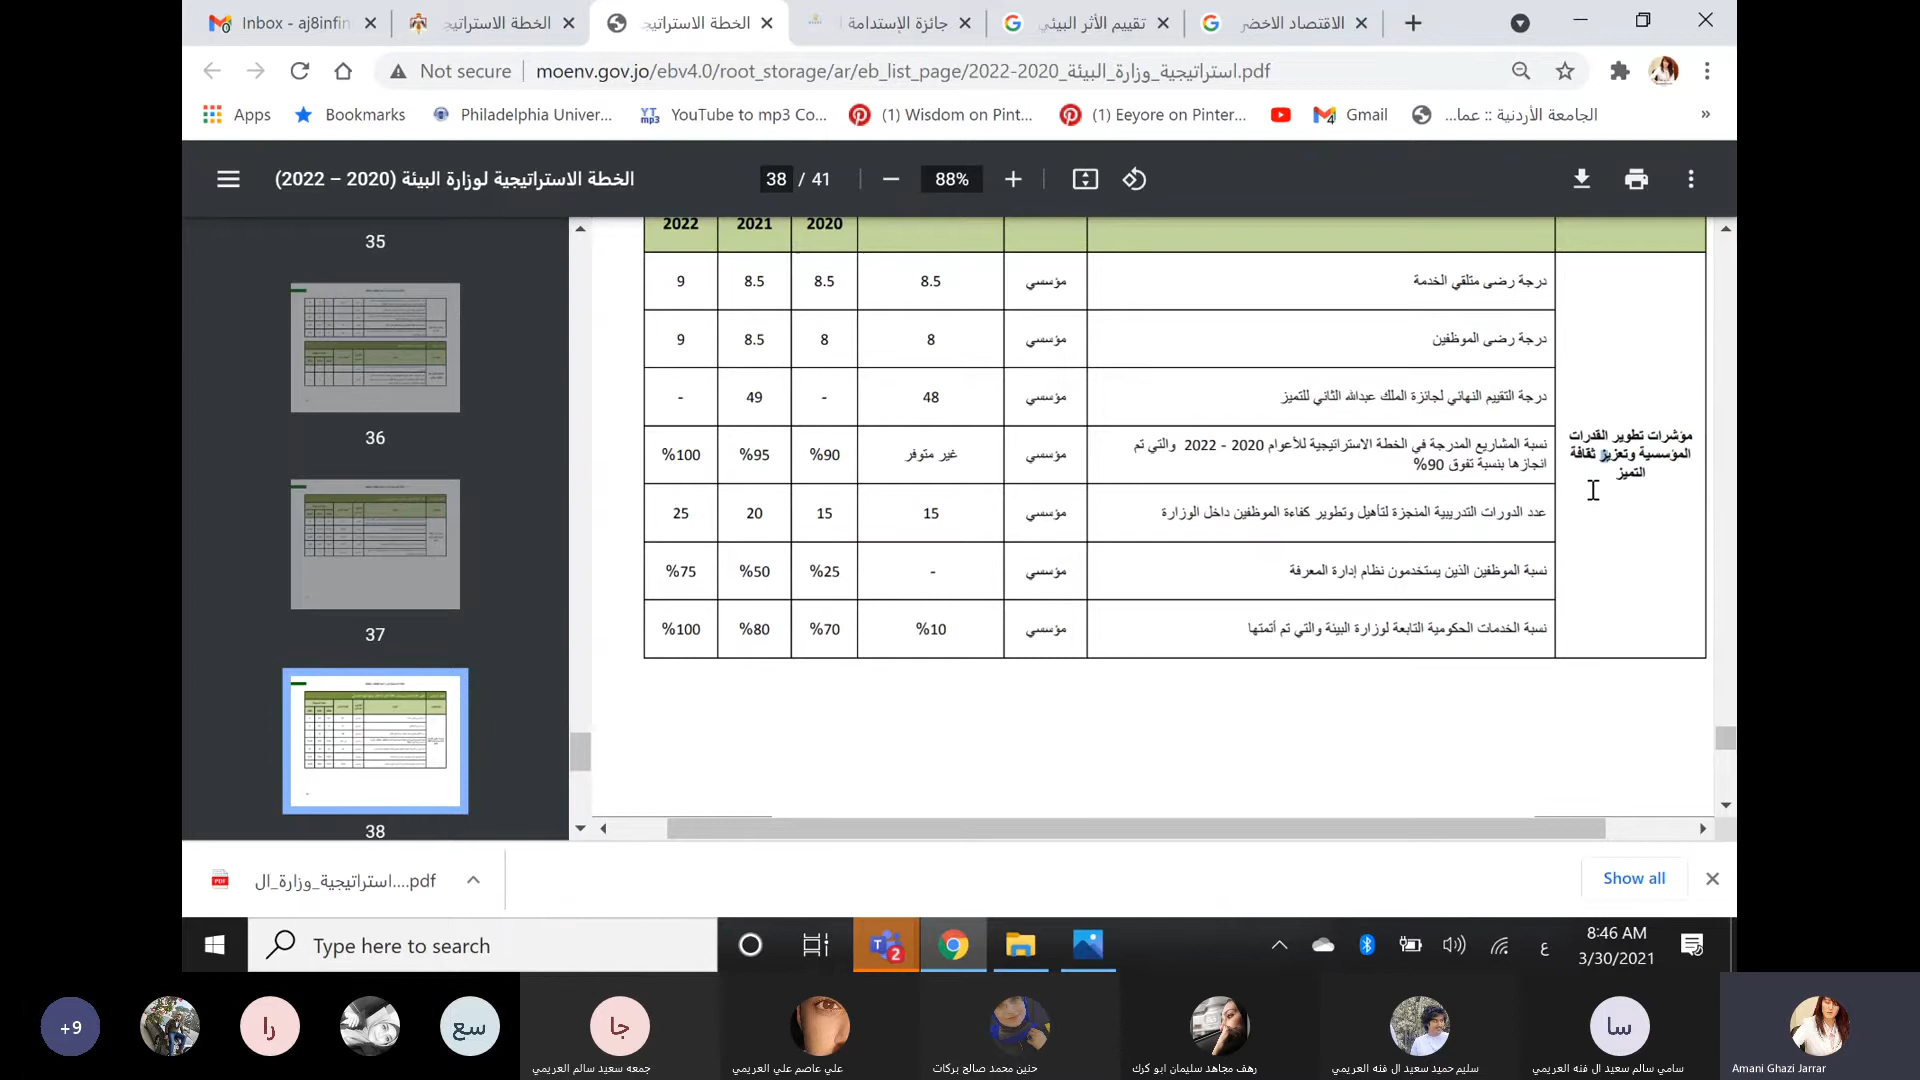 Inbox - aj8infin
الخطة الاستراتيجي
الخطة الاستراتيجي
جائزة الإستدامة
تقييم الأثر البيئي
الاقتصاد الاخضر
Not secure
moenv.gov.jo/ebv4.0/root_storage/ar/eb_list_page/2022-2020_استراتيجية_وزارة_البيئة.pdf
Apps
Bookmarks
Philadelphia Univer...
YouTube to mp3 Co...
(1) Wisdom on Pint...
(1) Eeyore on Pinter...
Gmail
الجامعة الأردنية :: عما...
»
الخطة الاستراتيجية لوزارة البيئة (2020 – 2022)
38 / 41
88%
35
36
37
38
2020 2021 2022
مؤشرات تطوير القدرات
المؤسسية وتعزيز ثقافة
التميز
درجة رضى متلقي الخدمة مؤسسي 8.5 8.5 8.5 9
درجة رضى الموظفين مؤسسي 8 8 8.5 9
درجة التقييم النهائي لجائزة الملك عبدالله الثاني للتميز مؤسسي 48 - 49 -
نسبة المشاريع المدرجة في الخطة الاستراتيجية للأعوام 2020 - 2022 والتي تم
انجازها بنسبة تفوق 90% مؤسسي غير متوفر %90 %95 %100
عدد الدورات التدريبية المنجزة لتأهيل وتطوير كفاءة الموظفين داخل الوزارة مؤسسي 15 15 20 25
نسبة الموظفين الذين يستخدمون نظام إدارة المعرفة مؤسسي - %25 %50 %75
نسبة الخدمات الحكومية التابعة لوزارة البيئة والتي تم أتمتها مؤسسي %10 %70 %80 %100
استراتيجية_وزارة_ال....pdf
Show all
Type here to search
2
ع
8:46 AM
3/30/2021
+9
را
سع
جا
سا
جمعه سعيد سالم العريمي
علي عاصم علي العريمي
حنين محمد صالح بركات
رهف مجاهد سليمان ابو كرك
سليم حميد سعيد ال فنه العريمي
سامي سالم سعيد ال فنه العريمي
Amani Ghazi Jarrar